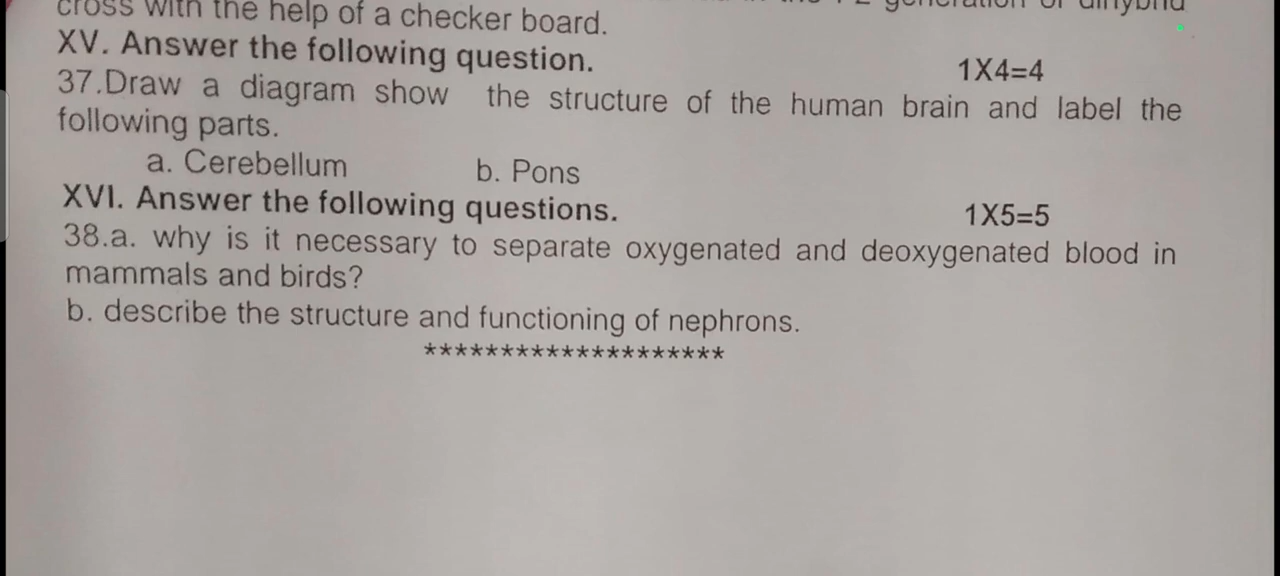 cross with the help of a checker board.
XV. Answer the following question. 1X4=4
37.Draw a diagram show the structure of the human brain and label the
following parts.
a. Cerebellum b. Pons
XVI. Answer the following questions. 1X5=5
38.a. why is it necessary to separate oxygenated and deoxygenated blood in
mammals and birds?
b. describe the structure and functioning of nephrons.
********************